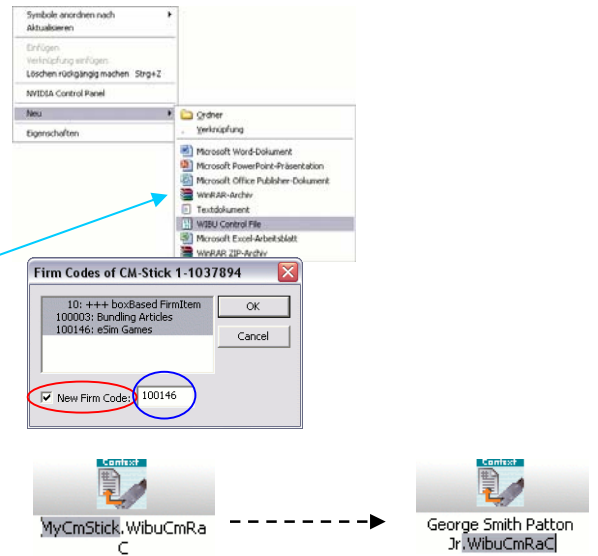 Symbole anordnen nach
Aktualisieren
Einfügen
Verknüpfung einfügen
Löschen rückgängig machen Strg+Z
NVIDIA Control Panel
Neu
Eigenschaften
Ordner
Verknüpfung
Microsoft Word-Dokument
Microsoft PowerPoint-Präsentation
Microsoft Office Publisher-Dokument
WinRAR-Archiv
Textdokument
WIBU Control File
Microsoft Excel-Arbeitsblatt
WinRAR ZIP-Archiv
Firm Codes of CM-Stick 1-1037894
10: +++ boxBased FirmItem
100003: Bundling Articles
100146: eSim Games
OK
Cancel
New Firm Code: 100146
Context
MyCmStick.WibuCmRa
C
Context
George Smith Patton
Jr.WibuCmRaC